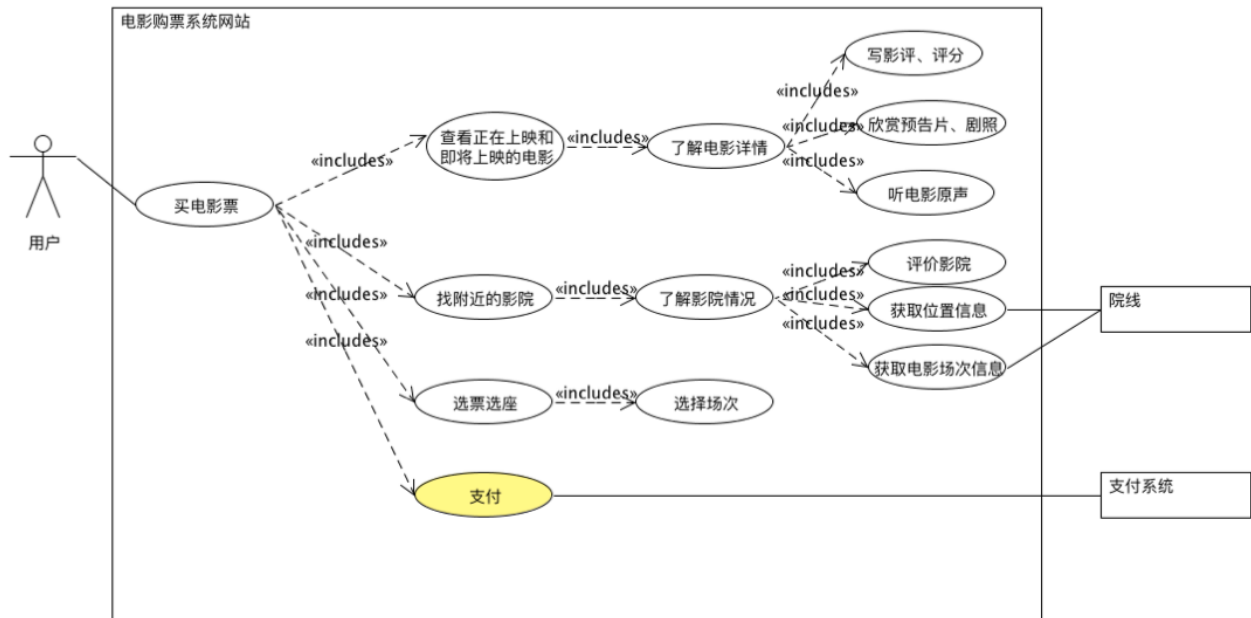 电影购票系统网站
写影评、评分
«includes»
查看正在上映和
即将上映的电影
«includes»
«includes»
了解电影详情
«includes»
欣赏预告片、剧照
«includes»
听电影原声
用户
买电影票
«includes»
找附近的影院
«includes»
了解影院情况
«includes»
评价影院
«includes»
获取位置信息
院线
«includes»
获取电影场次信息
«includes»
选票选座
«includes»
选择场次
«includes»
支付
支付系统